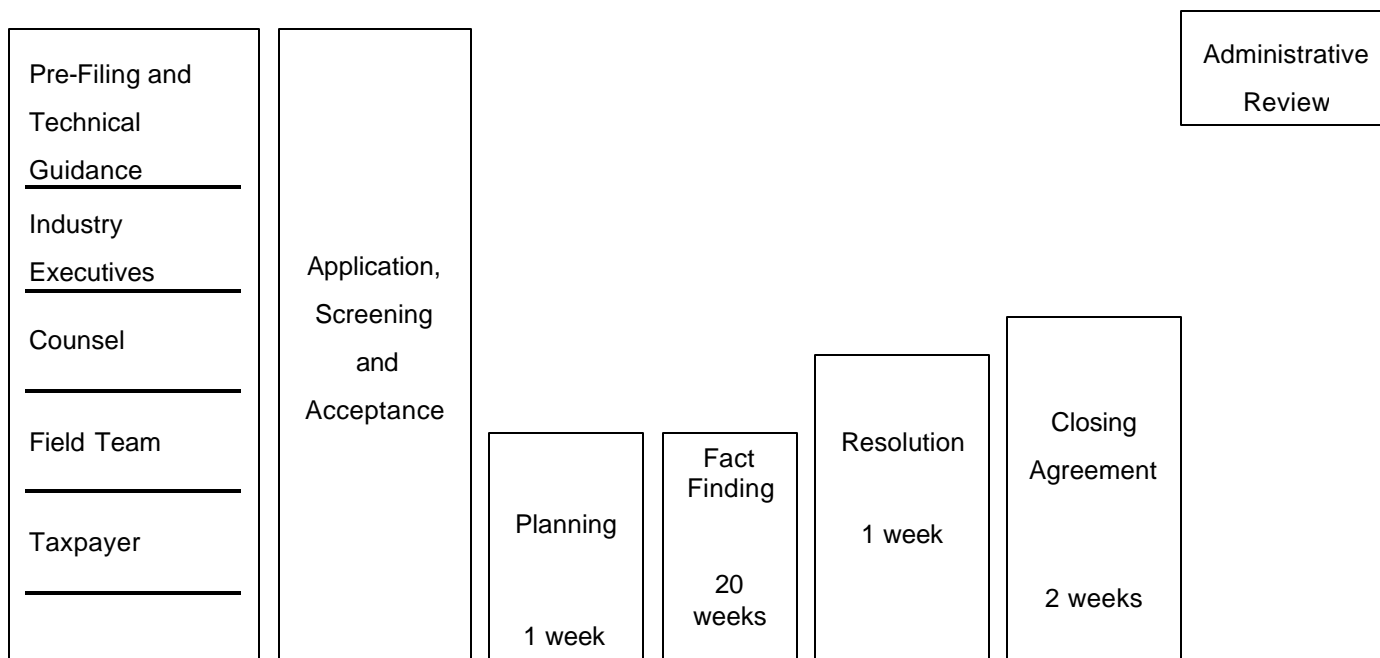 Pre-Filing and
Technical
Guidance
Industry
Executives
Counsel
Field Team
Taxpayer
Application,
Screening
and
Acceptance
Planning
1 week
Fact
Finding
20
weeks
Resolution
1 week
Closing
Agreement
2 weeks
Administrative
Review